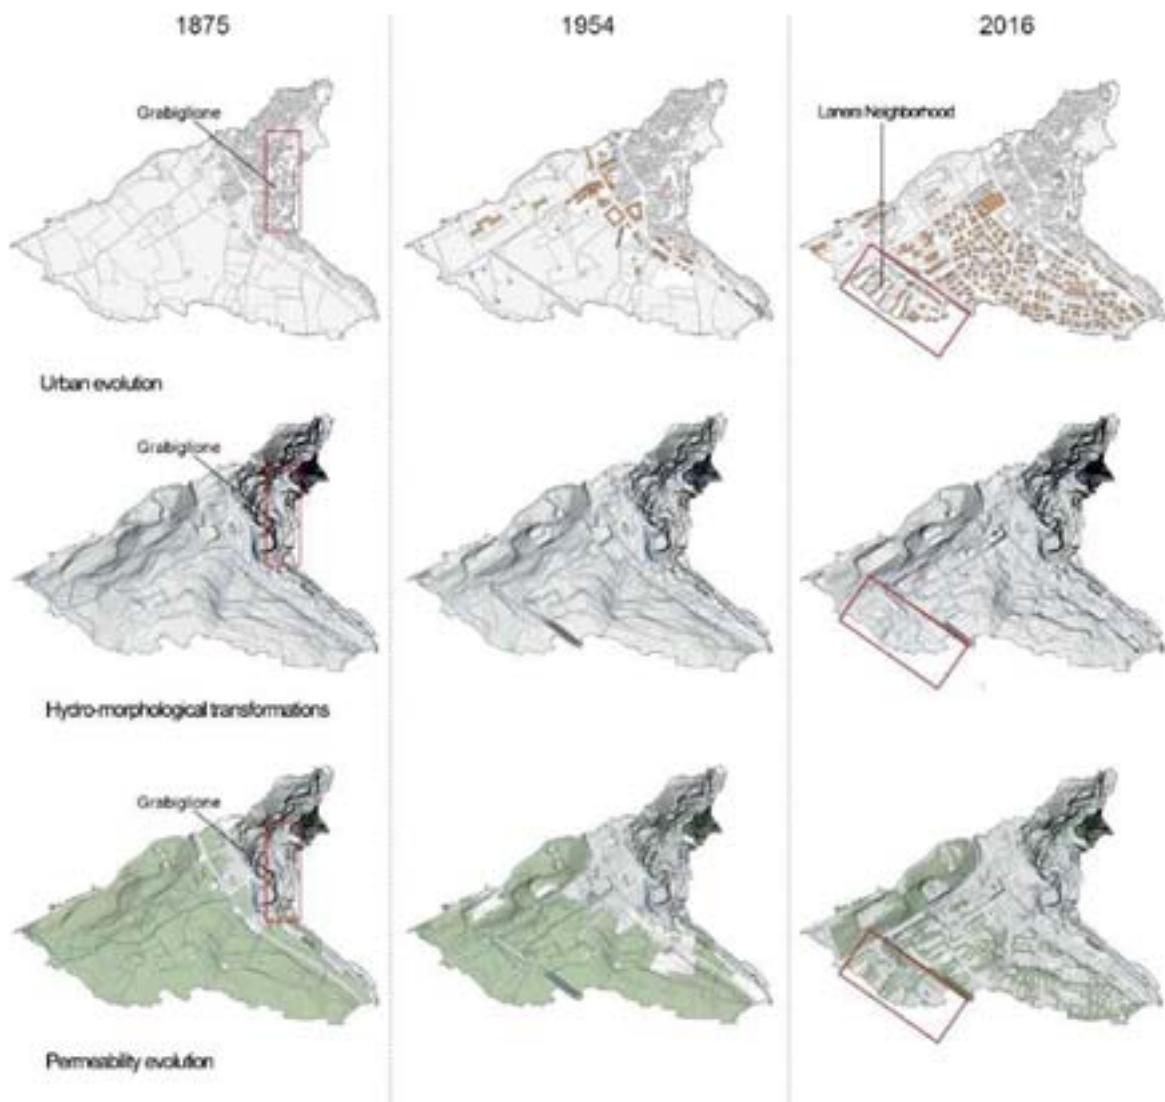 1875
1954
2016
Grabiglione
Lanera Neighborhood
Urban evolution
Grabiglione
Hydro-morphological transformations
Grabiglione
Permeability evolution